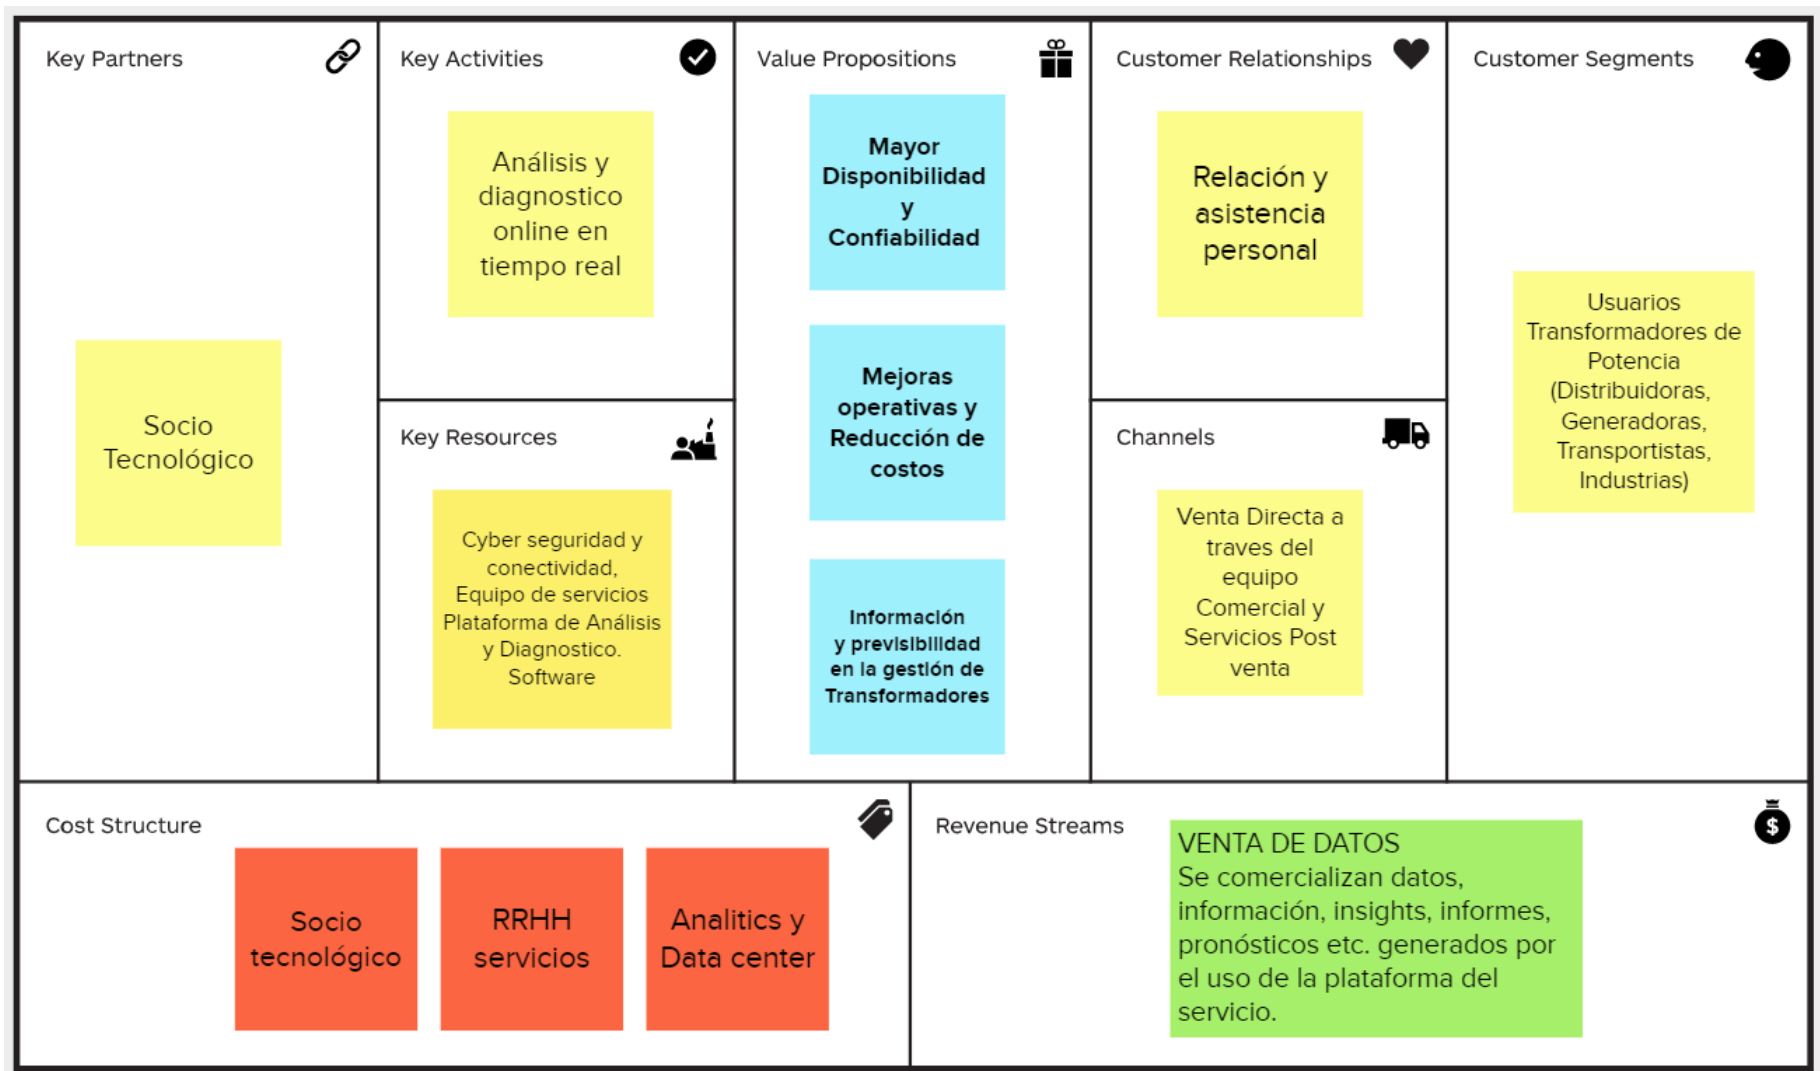 Key Partners
Socio
Tecnológico
Key Activities
Análisis y
diagnostico
online en
tiempo real
Key Resources
Cyber seguridad y
conectividad,
Equipo de servicios
Plataforma de Análisis
y Diagnostico.
Software
Value Propositions
Mayor
Disponibilidad
y
Confiabilidad
Mejoras
operativas y
Reducción de
costos
Información
y previsibilidad
en la gestión de
Transformadores
Customer Relationships
Relación y
asistencia
personal
Channels
Venta Directa a
traves del
equipo
Comercial y
Servicios Post
venta
Customer Segments
Usuarios
Transformadores de
Potencia
(Distribuidoras,
Generadoras,
Transportistas,
Industrias)
Cost Structure
Socio
tecnológico
RRHH
servicios
Analitics y
Data center
Revenue Streams
$
VENTA DE DATOS
Se comercializan datos,
información, insights, informes,
pronósticos etc. generados por
el uso de la plataforma del
servicio.